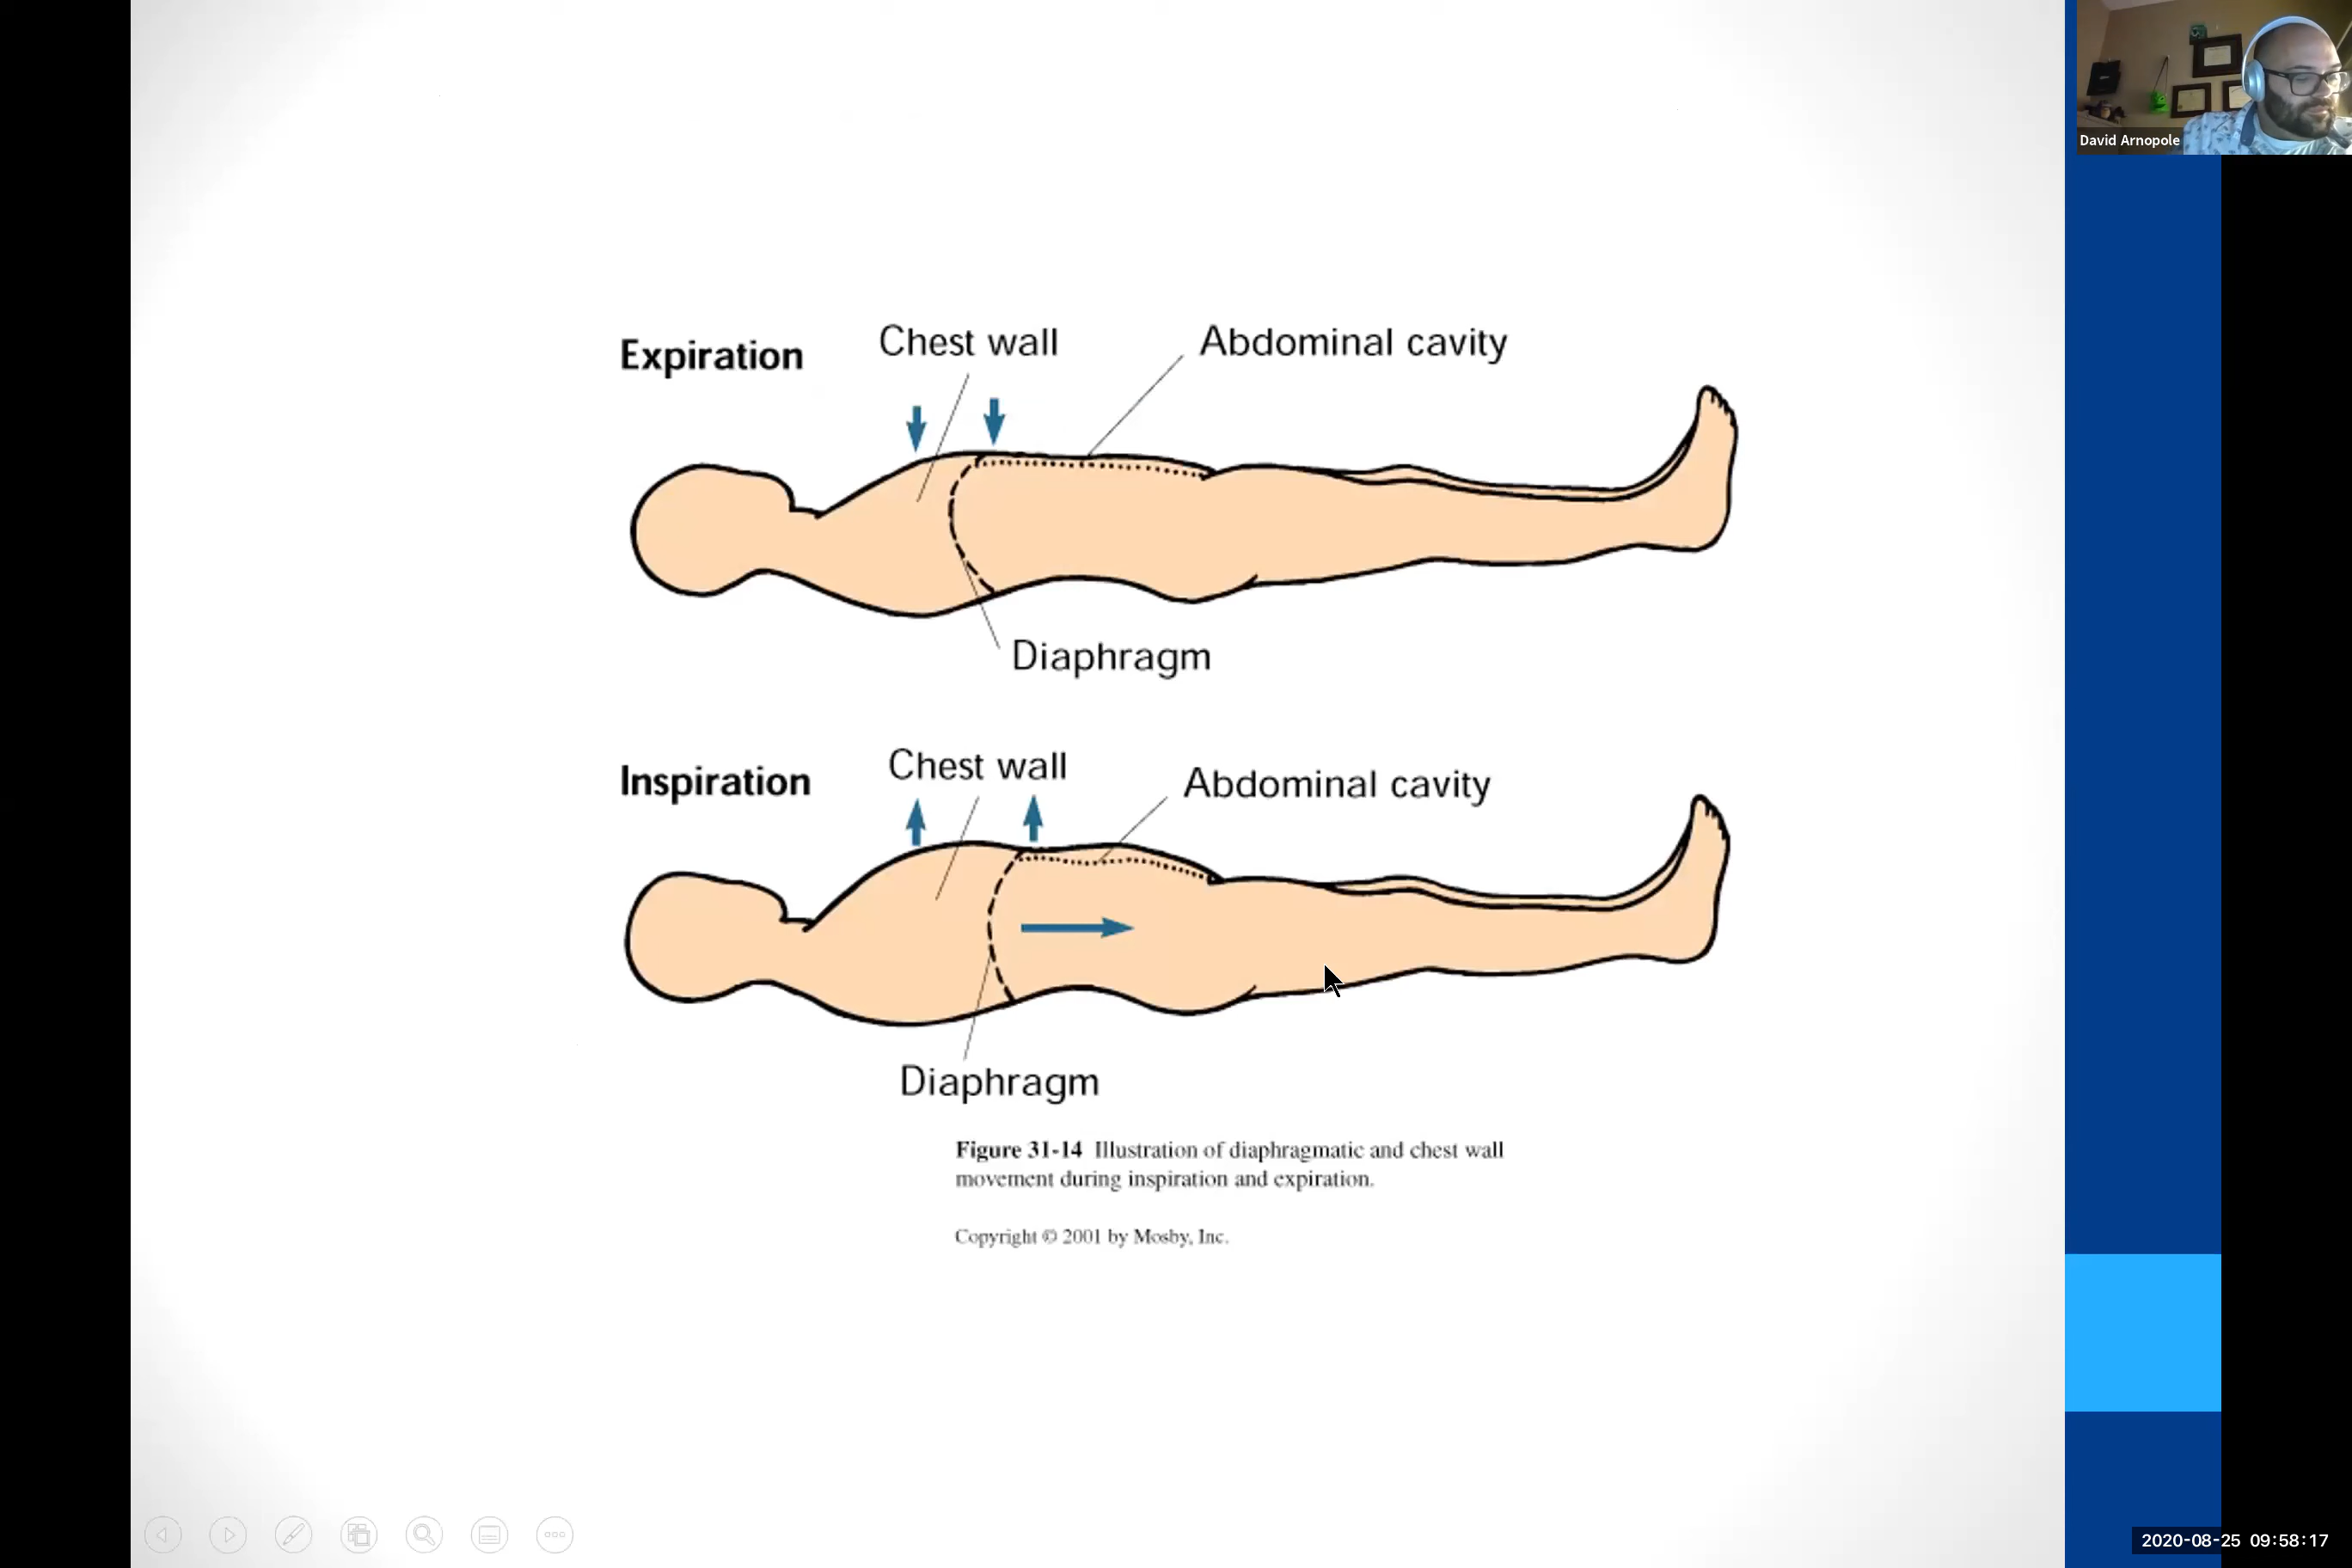 David Arnopole
Expiration
Chest wall
Abdominal cavity
Diaphragm
Inspiration
Chest wall
Abdominal cavity
Diaphragm
Figure 31-14 Illustration of diaphragmatic and chest wall
movement during inspiration and expiration.
Copyright © 2001 by Mosby, Inc.
2020-08-25 09:58:17